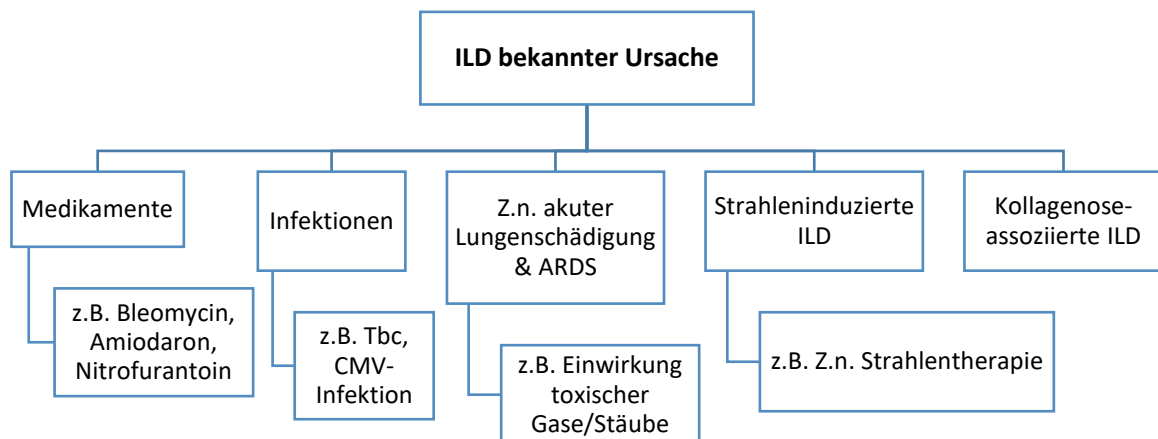 ILD bekannter Ursache
Medikamente
z.B. Bleomycin,
Amiodaron,
Nitrofurantoin
Infektionen
z.B. Tbc,
CMV-
Infektion
Z.n. akuter
Lungenschädigung
& ARDS
z.B. Einwirkung
toxischer
Gase/Stäube
Strahleninduzierte
ILD
z.B. Z.n. Strahlentherapie
Kollagenose-
assoziierte ILD